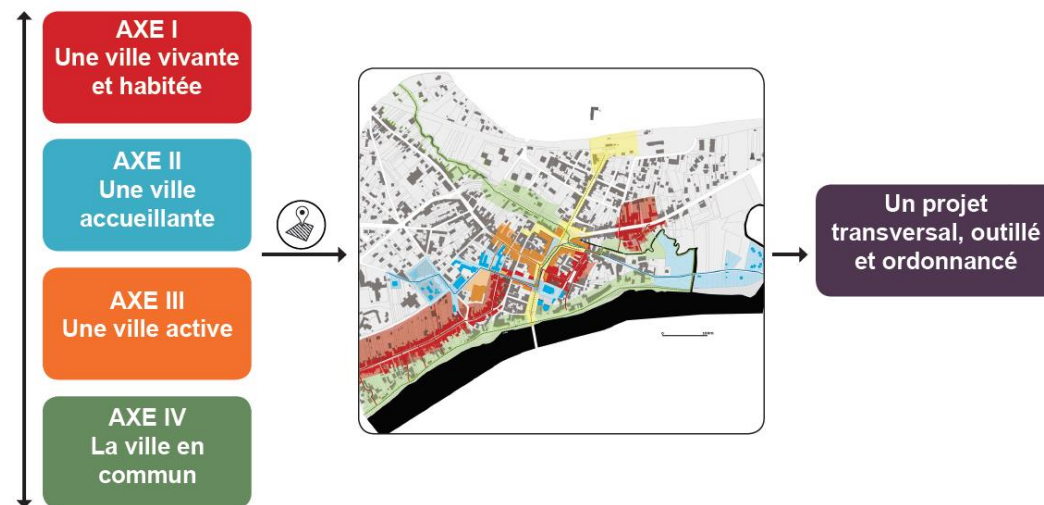 AXE I
Une ville vivante
et habitée
AXE II
Une ville
accueillante
AXE III
Une ville active
AXE IV
La ville en
commun
Un projet
transversal, outillé
et ordonnancé